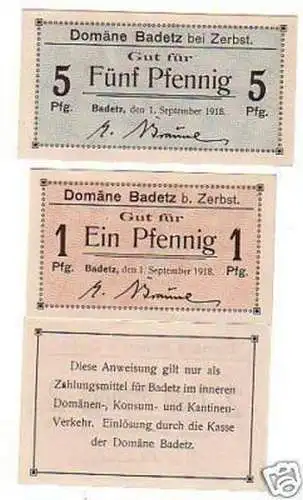 Domäne Badetz bei Zerbst.
Gut für
5 Fünf Pfennig 5
Pfg. Badetz, den 1. September 1918. Pfg.
Domäne Badetz b. Zerbst.
Gut für
1 Ein Pfennig 1
Pfg. Badetz, den 1. September 1918. Pfg.
Diese Anweisung gilt nur als
Zahlungsmittel für Badetz im inneren
Domänen-, Konsum- und Kantinen-
Verkehr. Einlösung durch die Kasse
der Domäne Badetz.